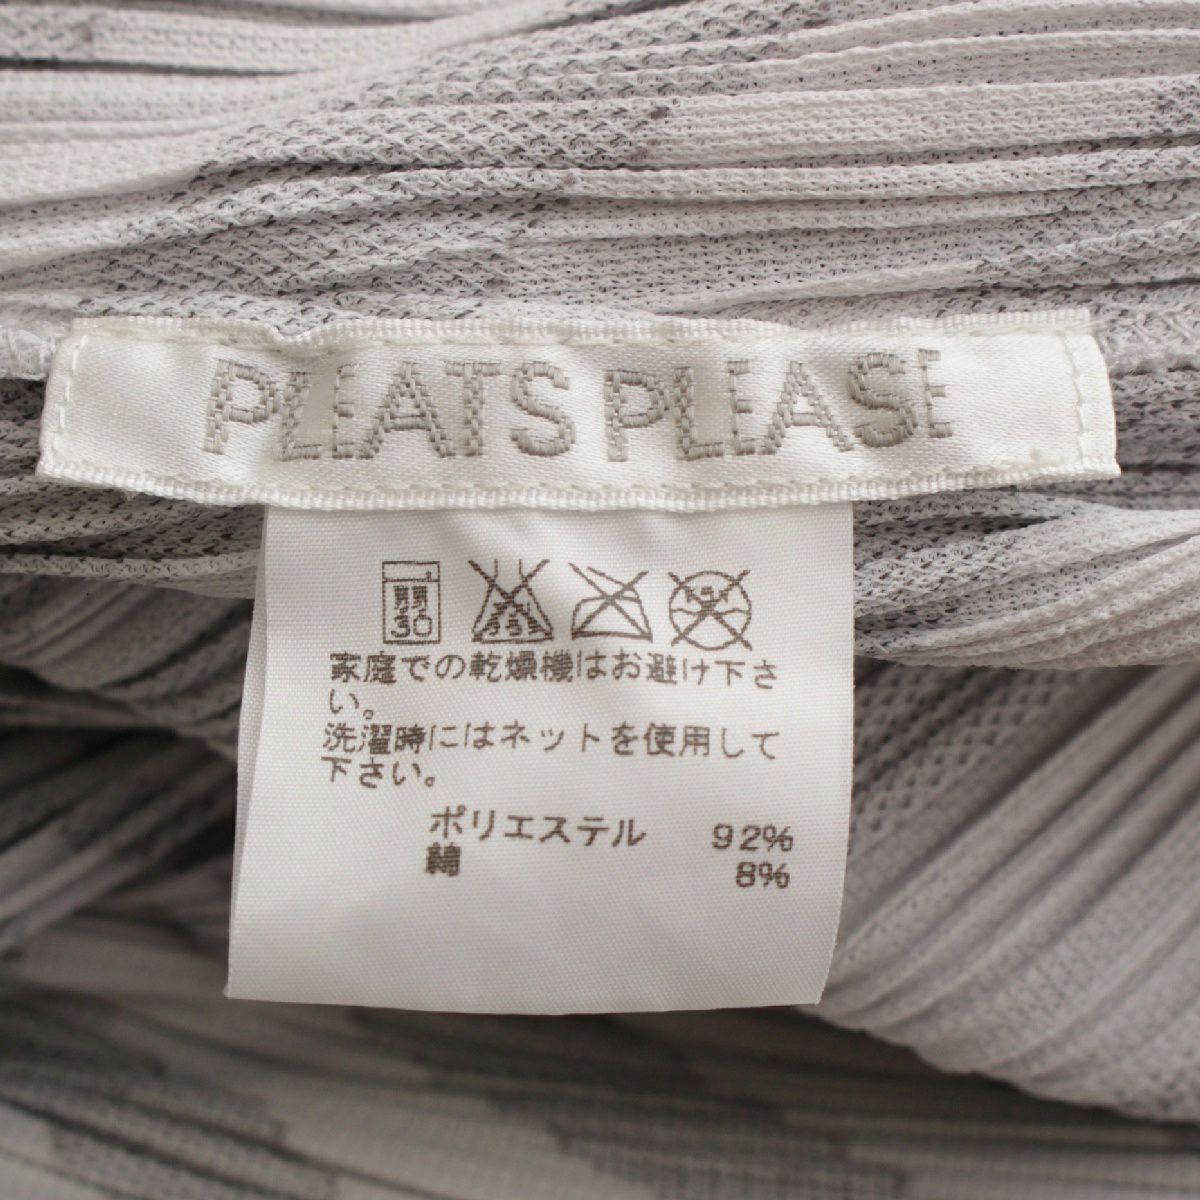 PLEATS PLEASE
家庭での乾燥機はお避け下さ
い。
洗濯時にはネットを使用して
下さい。
ポリエステル 92%
綿 8%